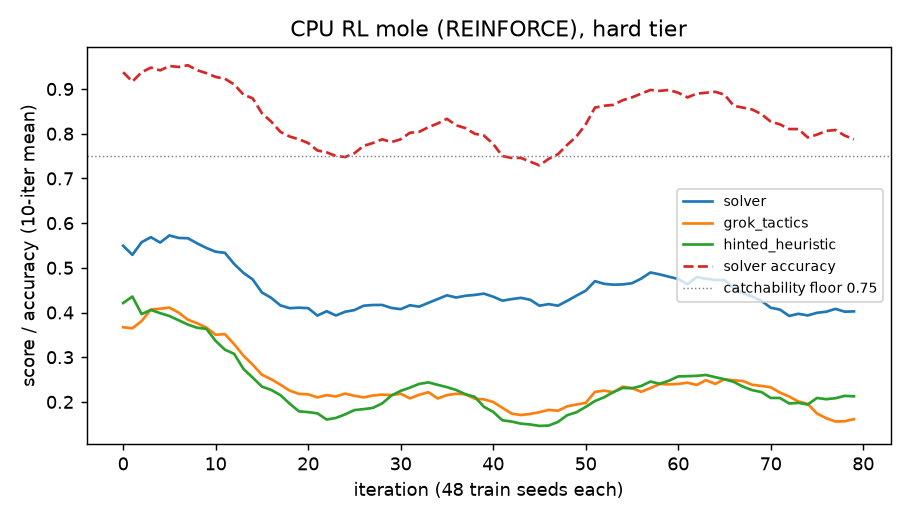 CPU RL mole (REINFORCE), hard tier
score / accuracy (10-iter mean)
0.9
0.8
0.7
0.6
0.5
0.4
0.3
0.2
solver
grok_tactics
hinted_heuristic
solver accuracy
catchability floor 0.75
0 10 20 30 40 50 60 70 80
iteration (48 train seeds each)